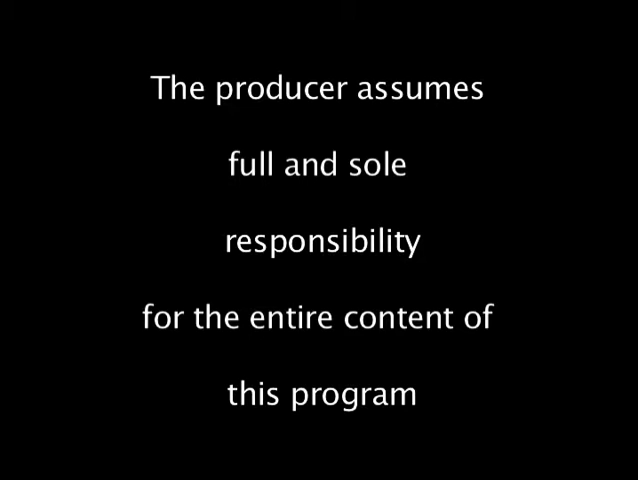 The producer assumes
full and sole
responsibility
for the entire content of
this program